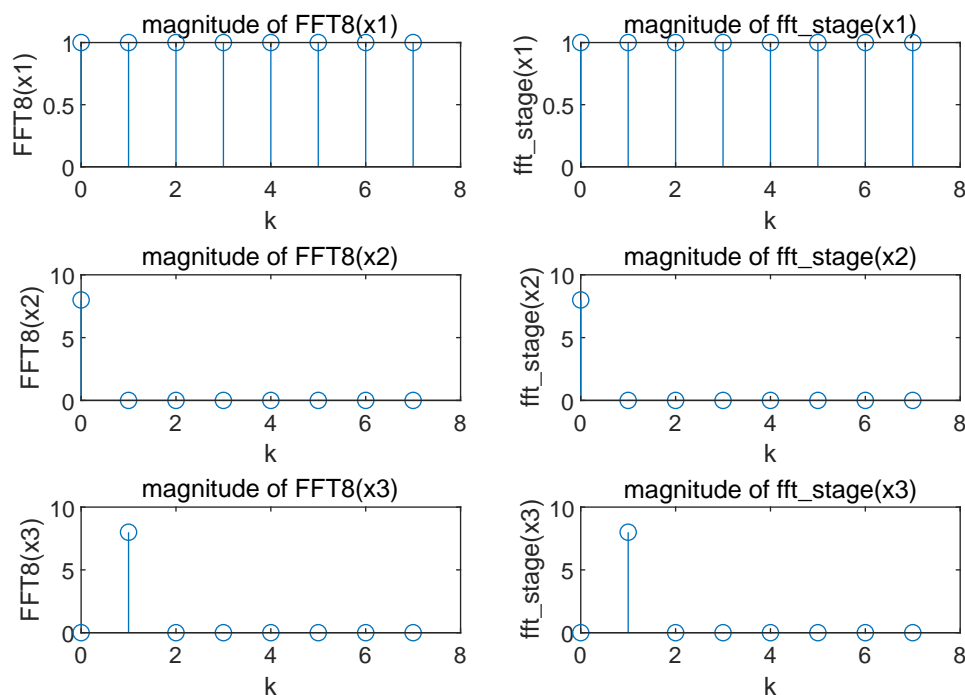 magnitude of FFT8(x1)
FFT8(x1)
1
0.5
0
0 2 4 6 8
k
magnitude of fft_stage(x1)
fft_stage(x1)
1
0.5
0
0 2 4 6 8
k
magnitude of FFT8(x2)
FFT8(x2)
10
5
0
0 2 4 6 8
k
magnitude of fft_stage(x2)
fft_stage(x2)
10
5
0
0 2 4 6 8
k
magnitude of FFT8(x3)
FFT8(x3)
10
5
0
0 2 4 6 8
k
magnitude of fft_stage(x3)
fft_stage(x3)
10
5
0
0 2 4 6 8
k